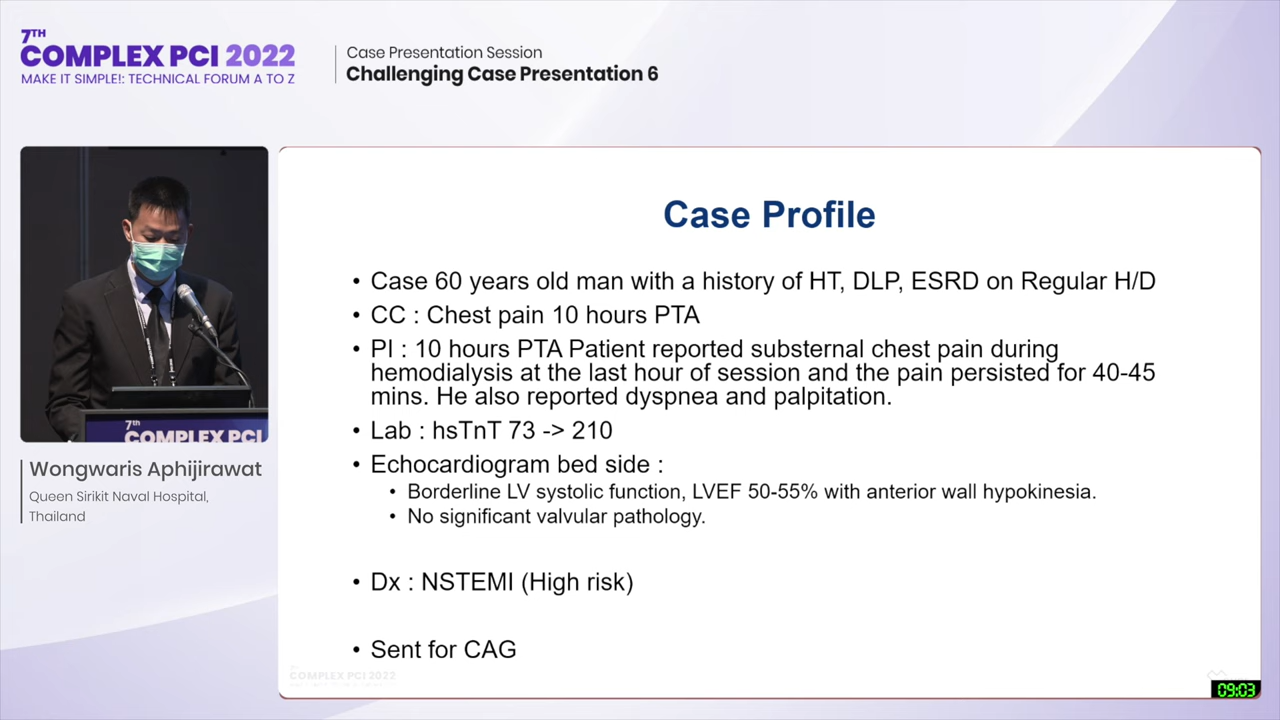 7TH
COMPLEX PCI 2022
MAKE IT SIMPLE!: TECHNICAL FORUM A TO Z
Case Presentation Session
Challenging Case Presentation 6
7th
COMPLEX PCI
Wongwaris Aphijirawat
Queen Sirikit Naval Hospital,
Thailand
Case Profile
• Case 60 years old man with a history of HT, DLP, ESRD on Regular H/D
• CC : Chest pain 10 hours PTA
• PI : 10 hours PTA Patient reported substernal chest pain during
hemodialysis at the last hour of session and the pain persisted for 40-45
mins. He also reported dyspnea and palpitation.
• Lab : hsTnT 73 -> 210
• Echocardiogram bed side :
• Borderline LV systolic function, LVEF 50-55% with anterior wall hypokinesia.
• No significant valvular pathology.
• Dx : NSTEMI (High risk)
• Sent for CAG
COMPLEX PCI 2022
09:03